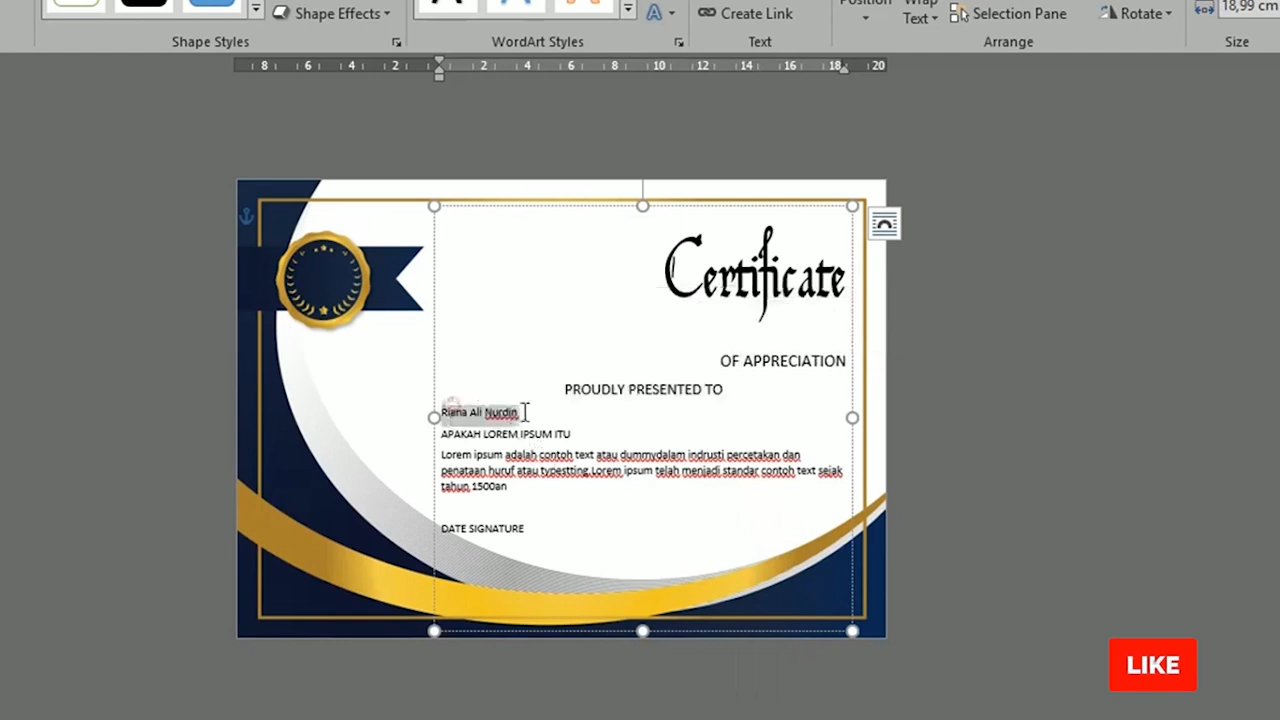 Shape Effects
Create Link
Position
Wrap
Text
Selection Pane
Rotate
18,99 cm
Shape Styles
WordArt Styles
Text
Arrange
Size
8 6 4 2 2 4 6 8 10 12 14 16 18 20
Certificate
OF APPRECIATION
PROUDLY PRESENTED TO
Riana Ali Nurdin
APAKAH LOREM IPSUM ITU
Lorem ipsum adalah contoh text atau dummydalam indrusti percetakan dan
penataan huruf atau typestting.Lorem ipsum telah menjadi standar contoh text sejak
tahun 1500an
DATE SIGNATURE
LIKE